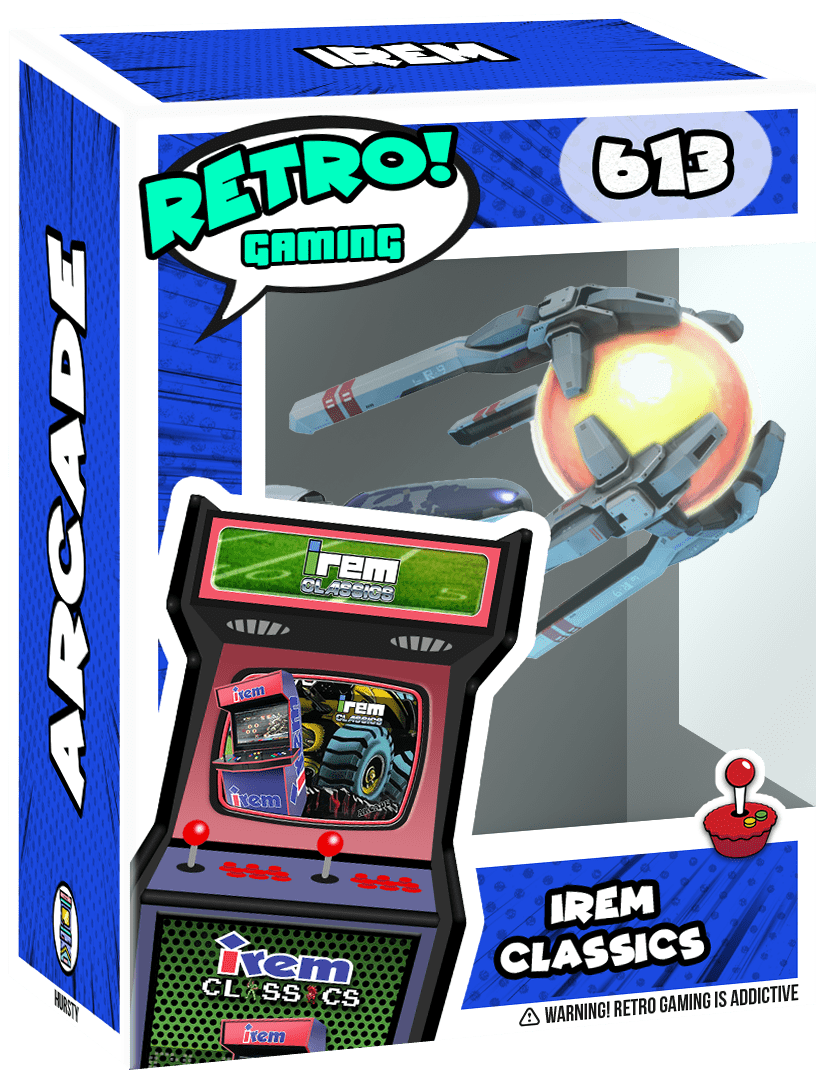 IREM
RETRO!
GAMING
613
ARCADE
HURSTY
irem
CLASSICS
irem
irem
irem
CLASSICS
irem
CLASSICS
irem
IREM
CLASSICS
WARNING! RETRO GAMING IS ADDICTIVE